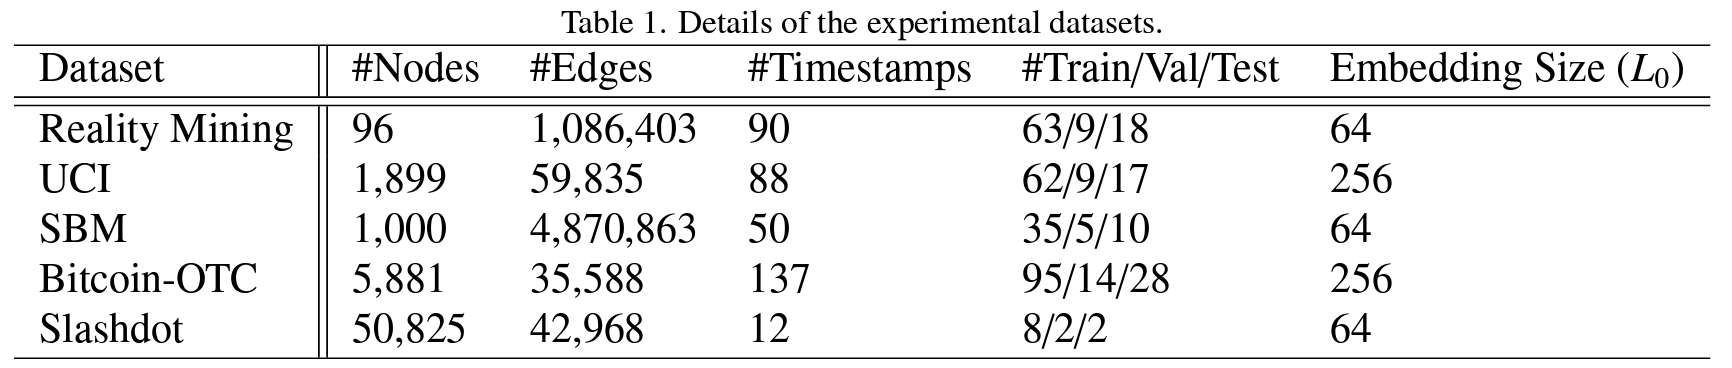 Table 1. Details of the experimental datasets.
Dataset #Nodes #Edges #Timestamps #Train/Val/Test Embedding Size (L0)
Reality Mining 96 1,086,403 90 63/9/18 64
UCI 1,899 59,835 88 62/9/17 256
SBM 1,000 4,870,863 50 35/5/10 64
Bitcoin-OTC 5,881 35,588 137 95/14/28 256
Slashdot 50,825 42,968 12 8/2/2 64